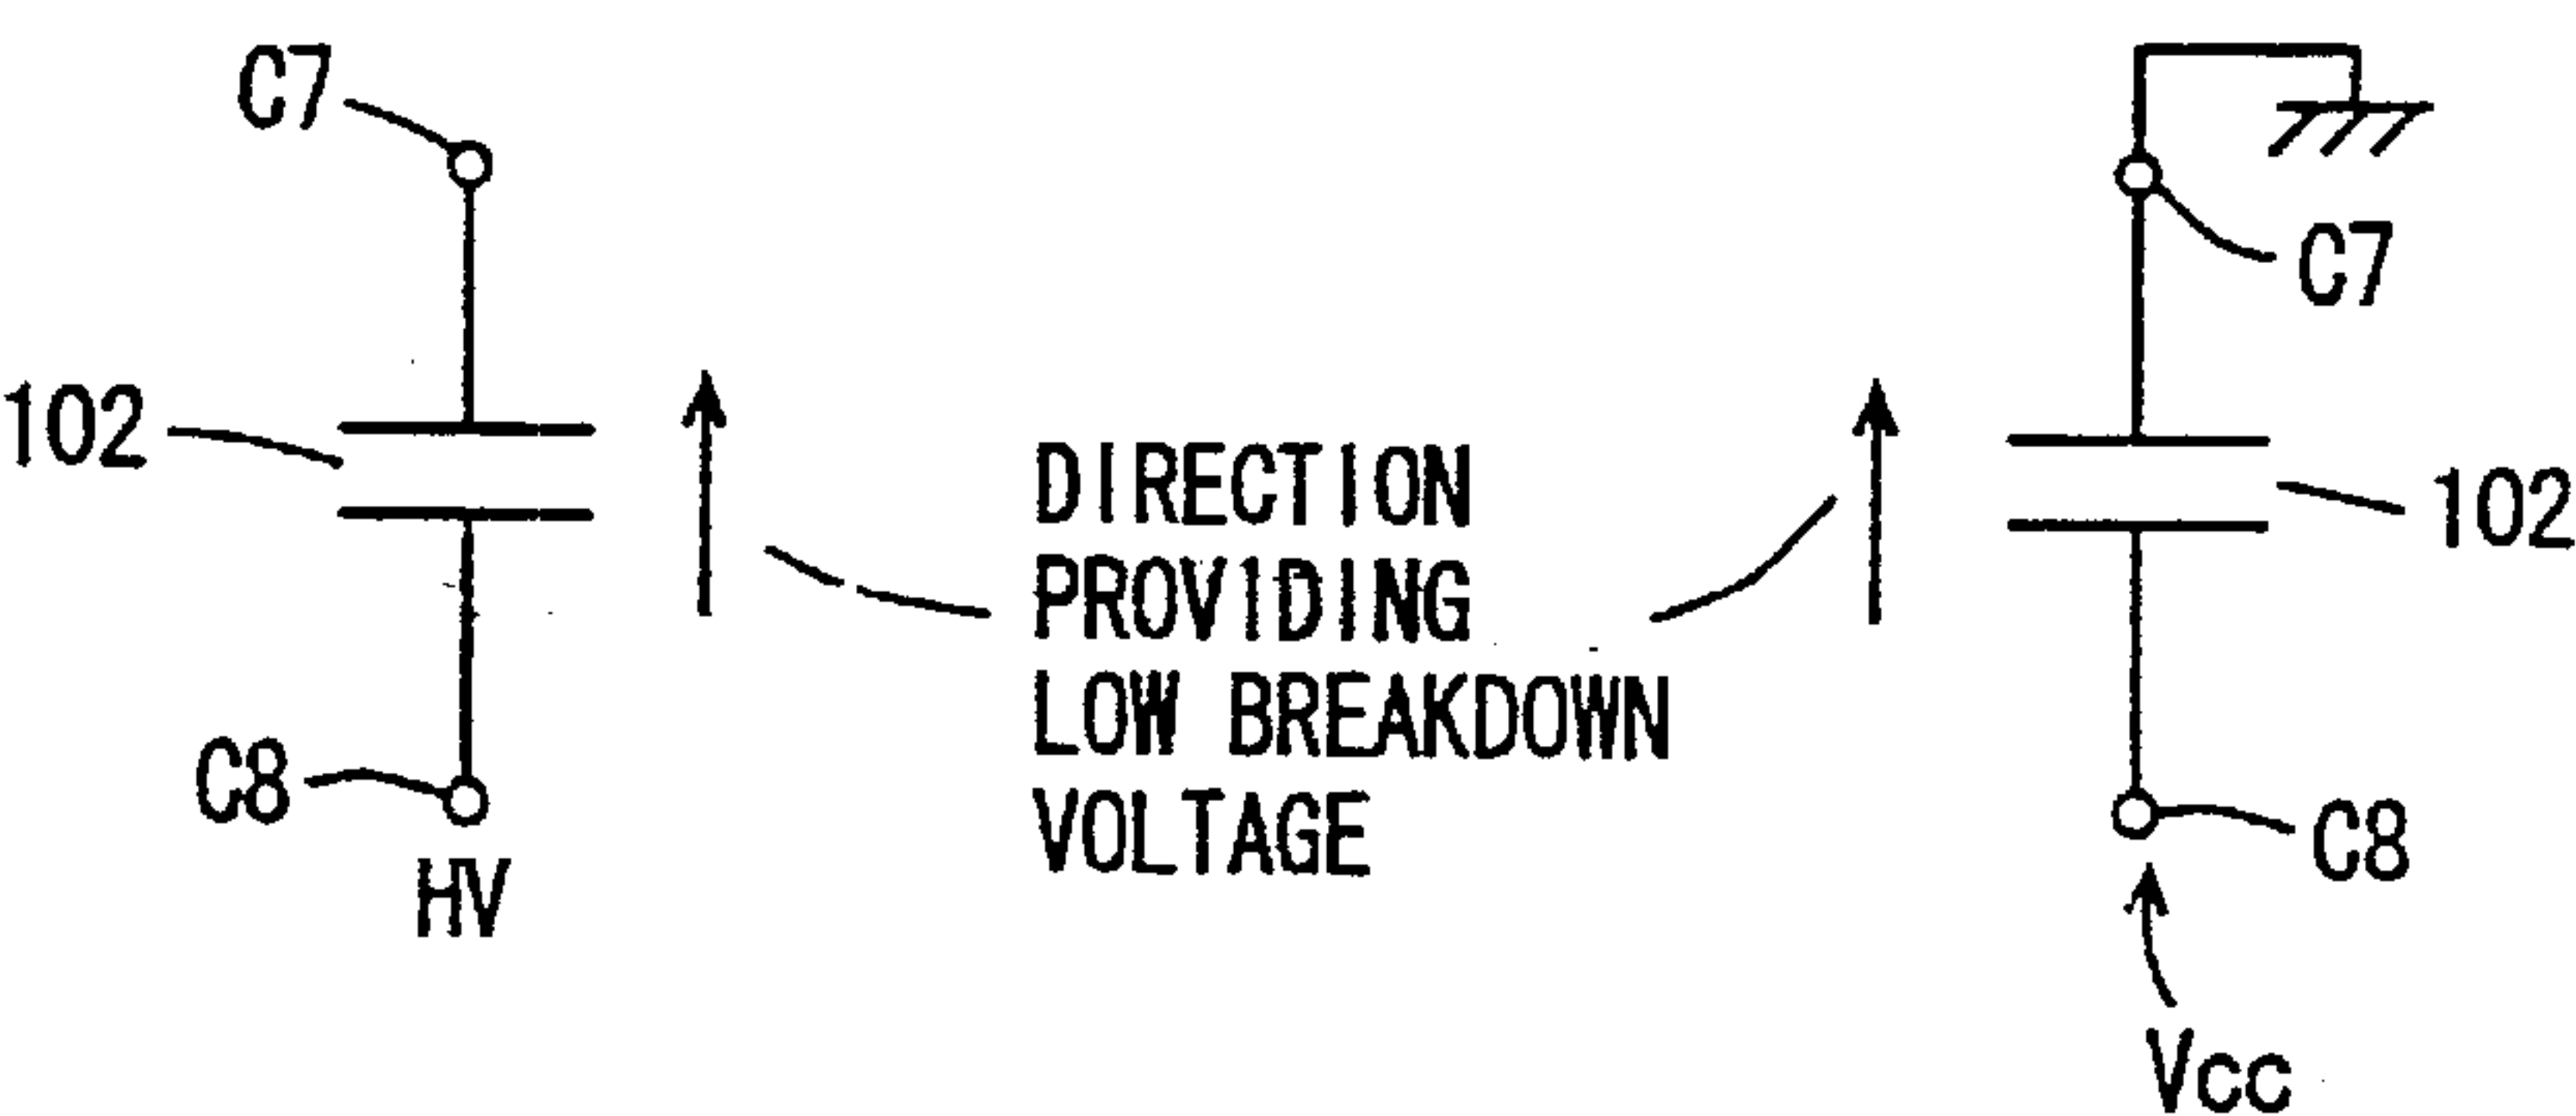 C7
102
C8
HV
DIRECTION
PROVIDING
LOW BREAKDOWN
VOLTAGE
C7
102
C8
Vcc